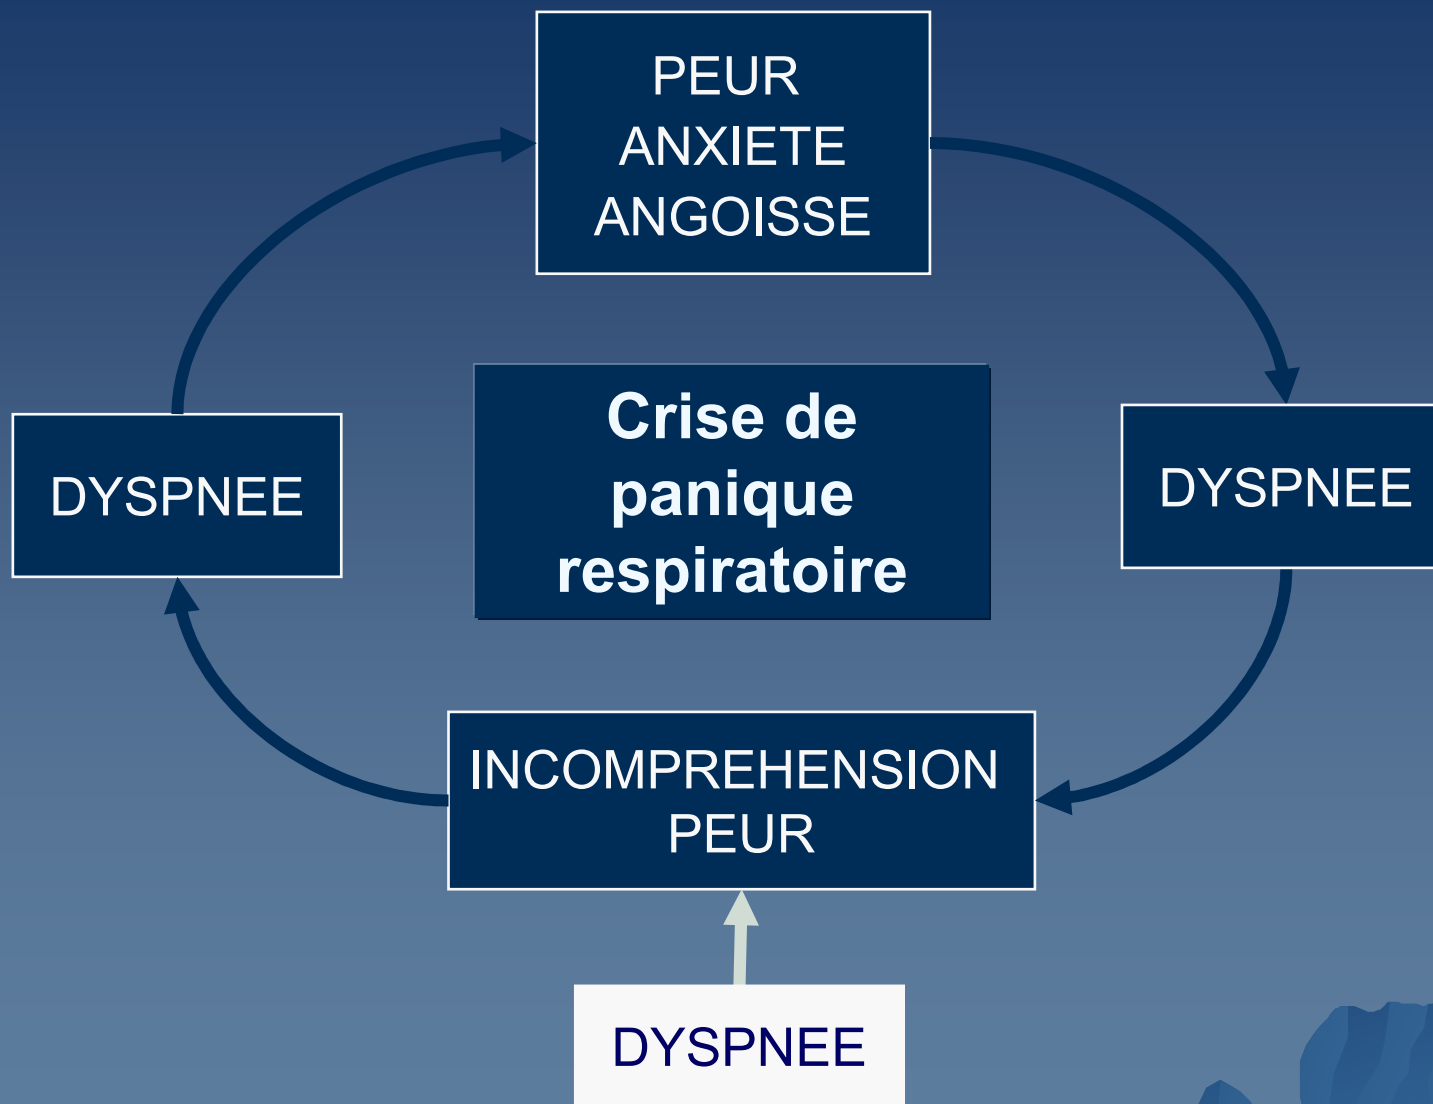 PEUR
ANXIETE
ANGOISSE
Crise de
panique
respiratoire
DYSPNEE
DYSPNEE
INCOMPREHENSION
PEUR
DYSPNEE